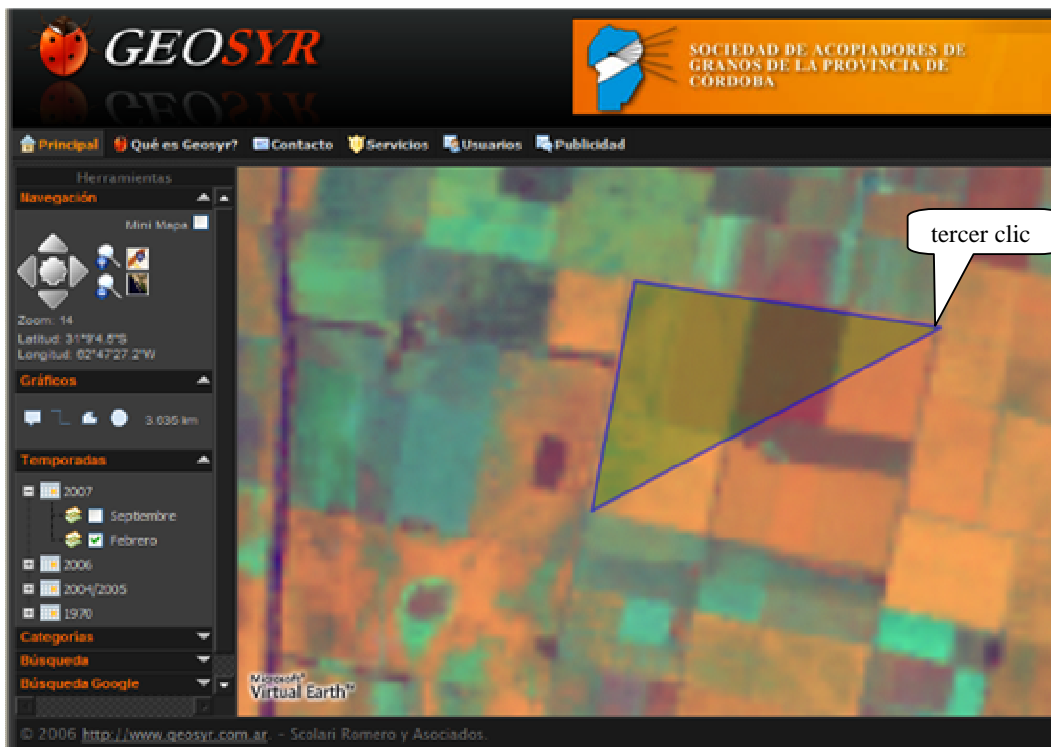 GEOSYR
SOCIEDAD DE ACOPIADORES DE
GRANOS DE LA PROVINCIA DE
CÓRDOBA
Principal Qué es Geosyr? Contacto Servicios Usuarios Publicidad
Herramientas
Navegación
Mini Mapa
Zoom: 14
Latitud: 31°9'4.5"S
Longitud: 62°47'27.2"W
Gráficos
3.635 km
Temporadas
2007
Septiembre
Febrero
2006
2004/2005
1970
Categorías
Búsqueda
Búsqueda Google
tercer clic
Microsoft®
Virtual Earth™
© 2006 http://www.geosyr.com.ar. - Scolari Romero y Asociados.